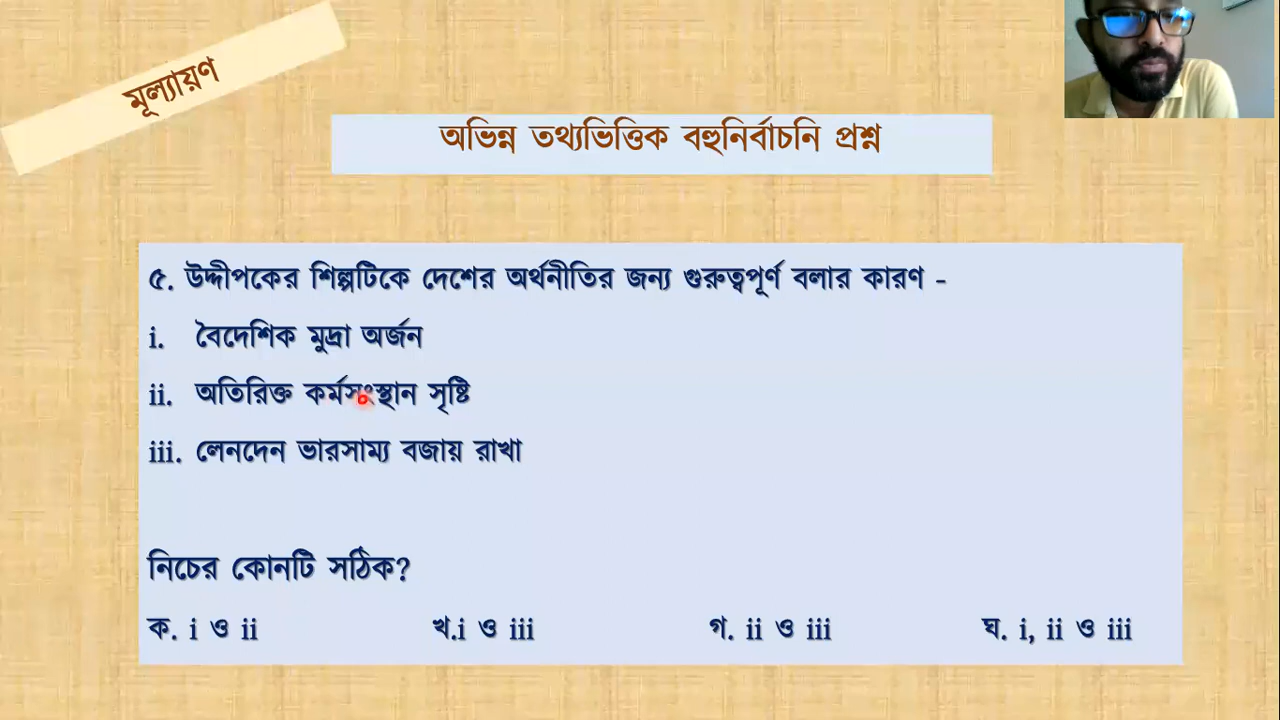 মূল্যায়ণ
অভিন্ন তথ্যভিত্তিক বহুনির্বাচনি প্রশ্ন
৫. উদ্দীপকের শিল্পটিকে দেশের অর্থনীতির জন্য গুরুত্বপূর্ণ বলার কারণ -
i. বৈদেশিক মুদ্রা অর্জন
ii. অতিরিক্ত কর্মসংস্থান সৃষ্টি
iii. লেনদেন ভারসাম্য বজায় রাখা
নিচের কোনটি সঠিক?
ক. i ও ii খ.i ও iii গ. ii ও iii ঘ. i, ii ও iii